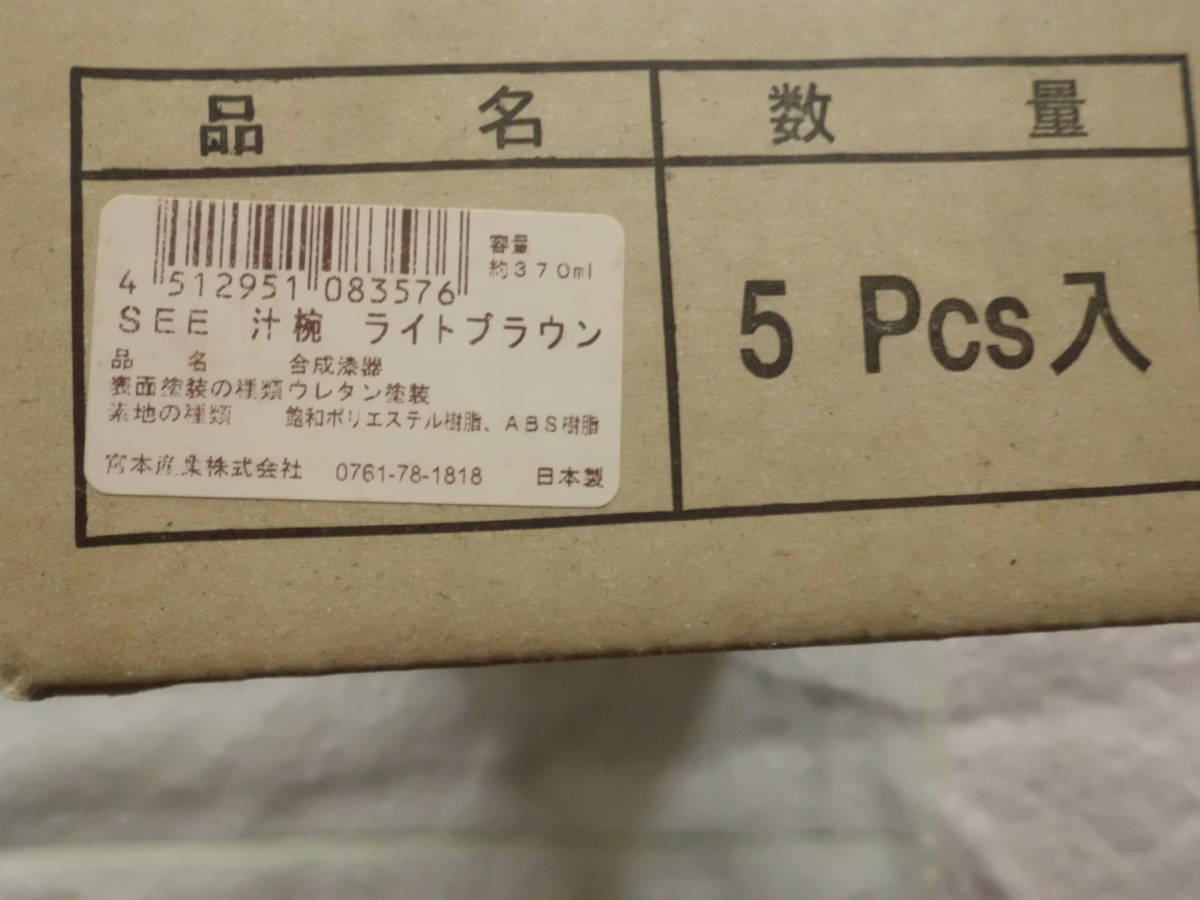 品名 数量
容量
約370ml
4 512951 083576
SEE 汁椀 ライトブラウン
品名 合成漆器
表面塗装の種類 ウレタン塗装
素地の種類 飽和ポリエステル樹脂、ABS樹脂
宮本産業株式会社 0761-78-1818 日本製
5 Pcs入